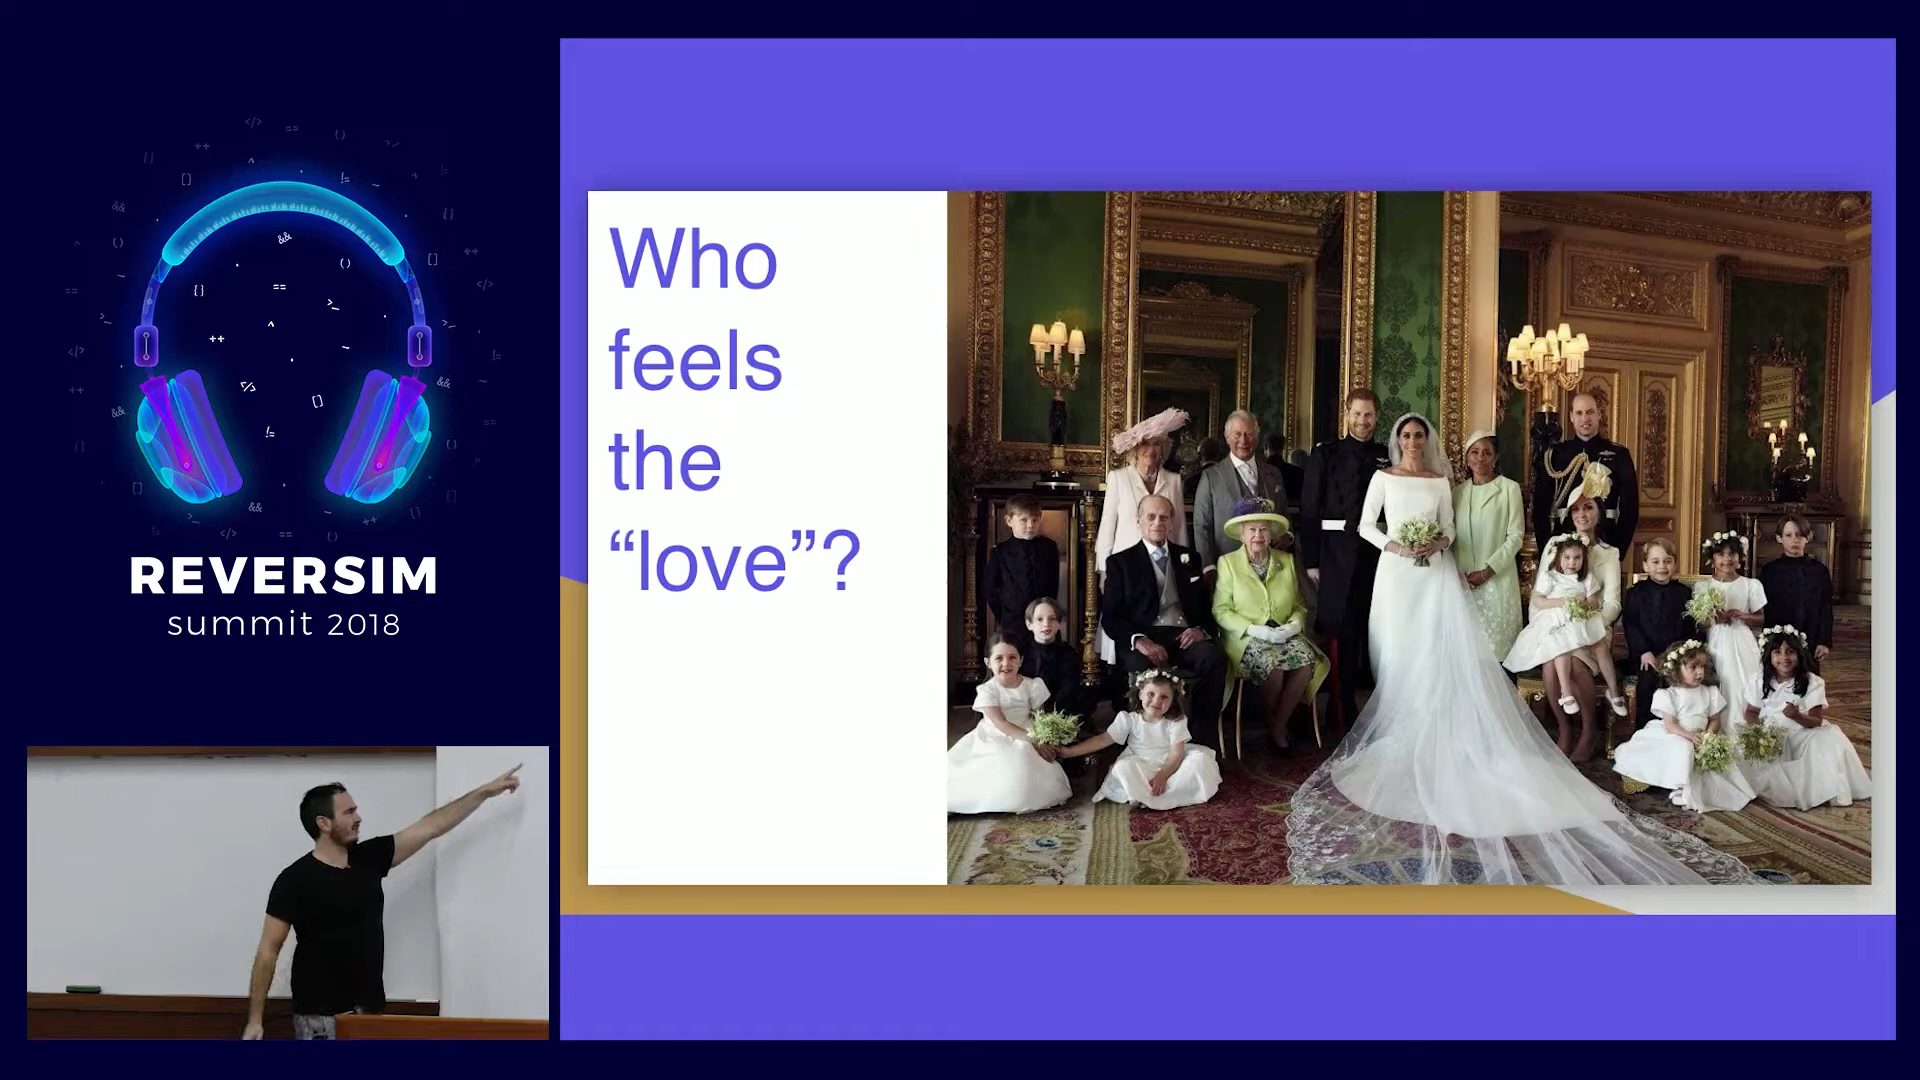 REVERSIM
summit 2018
Who
feels
the
“love”?